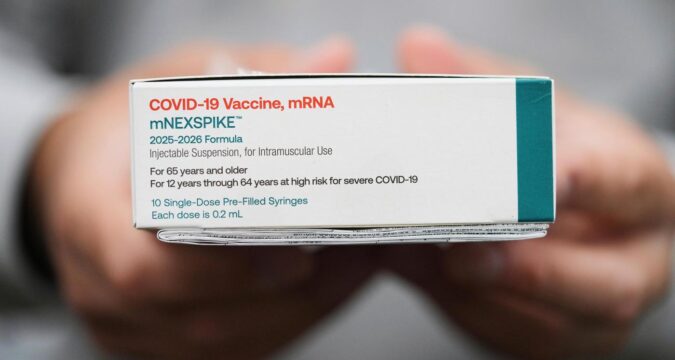 COVID-19 Vaccine, mRNA
mNEXSPIKE™
2025-2026 Formula
Injectable Suspension, for Intramuscular Use
For 65 years and older
For 12 years through 64 years at high risk for severe COVID-19
10 Single-Dose Pre-Filled Syringes
Each dose is 0.2 mL